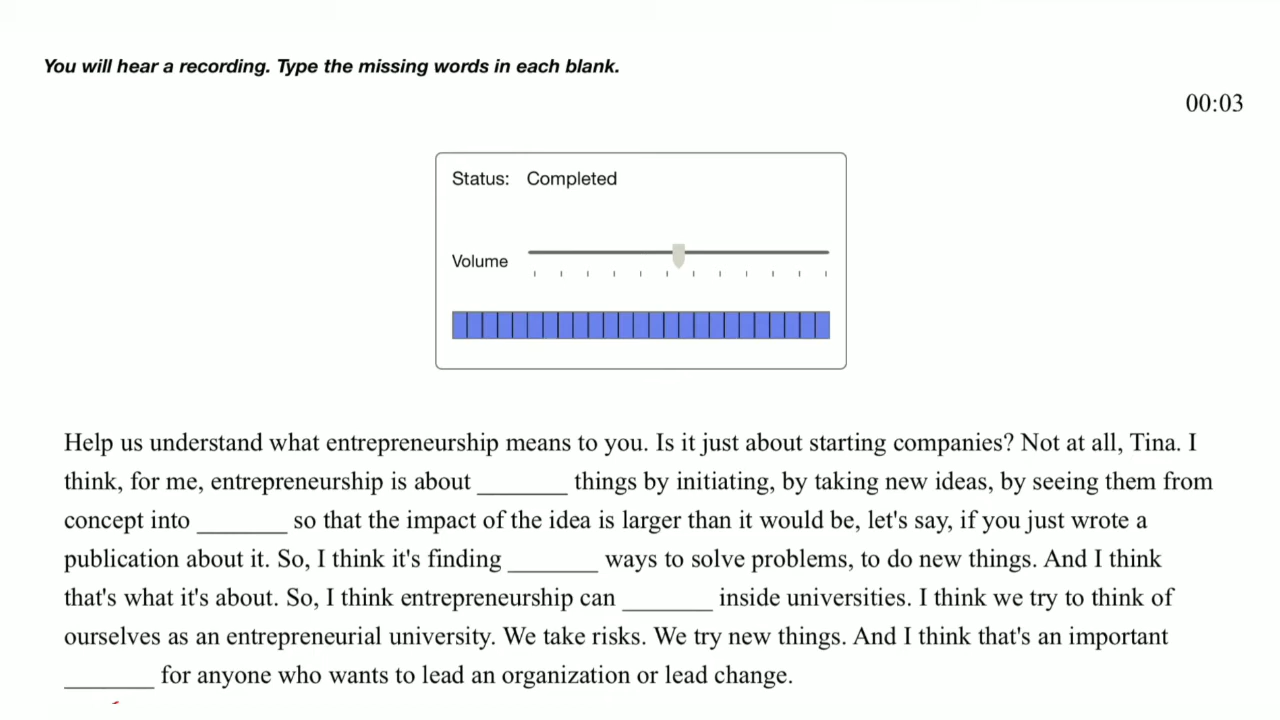 You will hear a recording. Type the missing words in each blank.
00:03
Status: Completed
Volume
Help us understand what entrepreneurship means to you. Is it just about starting companies? Not at all, Tina. I
think, for me, entrepreneurship is about _______ things by initiating, by taking new ideas, by seeing them from
concept into _______ so that the impact of the idea is larger than it would be, let's say, if you just wrote a
publication about it. So, I think it's finding _______ ways to solve problems, to do new things. And I think
that's what it's about. So, I think entrepreneurship can _______ inside universities. I think we try to think of
ourselves as an entrepreneurial university. We take risks. We try new things. And I think that's an important
_______ for anyone who wants to lead an organization or lead change.